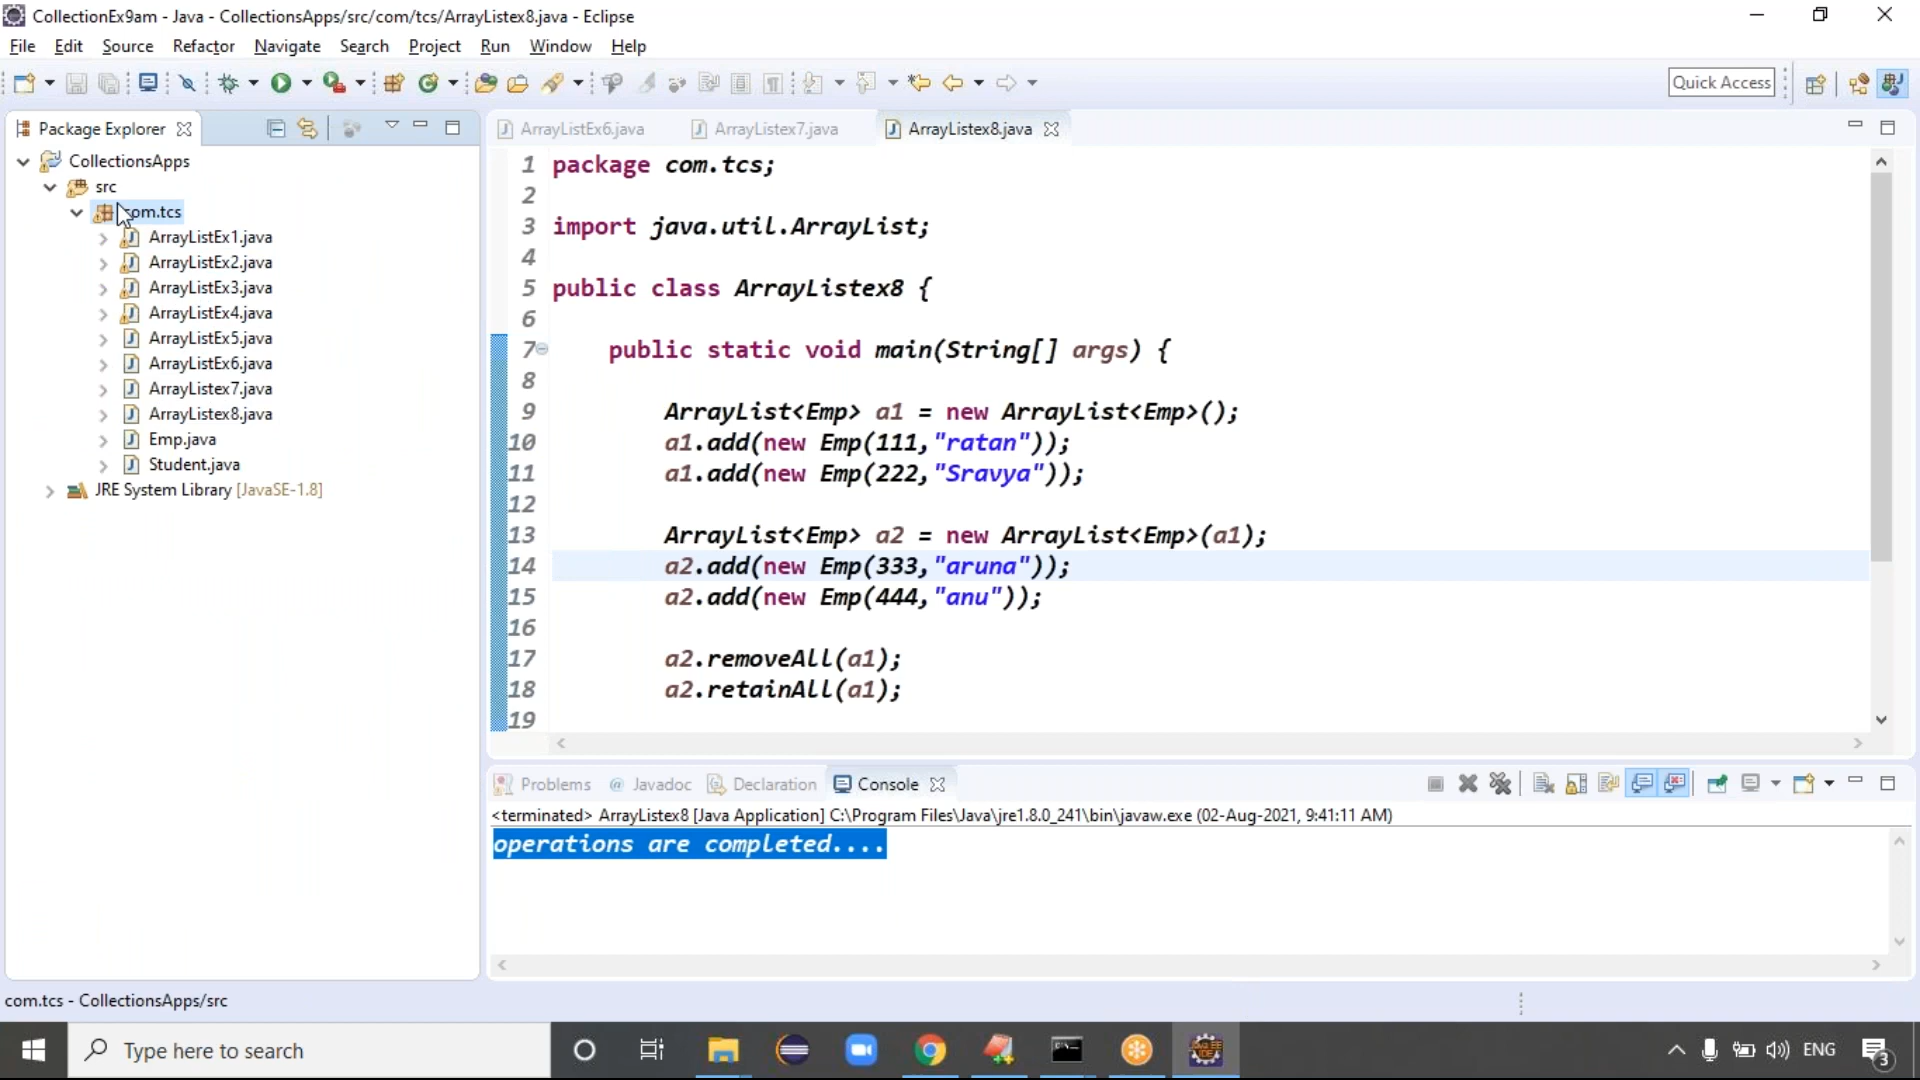 CollectionEx9am - Java - CollectionsApps/src/com/tcs/ArrayListex8.java - Eclipse
File Edit Source Refactor Navigate Search Project Run Window Help
Quick Access
Package Explorer
CollectionsApps
src
com.tcs
ArrayListEx1.java
ArrayListEx2.java
ArrayListEx3.java
ArrayListEx4.java
ArrayListEx5.java
ArrayListEx6.java
ArrayListex7.java
ArrayListex8.java
Emp.java
Student.java
JRE System Library [JavaSE-1.8]
ArrayListEx6.java ArrayListex7.java ArrayListex8.java
1 package com.tcs;
2
3 import java.util.ArrayList;
4
5 public class ArrayListex8 {
6
7 public static void main(String[] args) {
8
9 ArrayList<Emp> a1 = new ArrayList<Emp>();
10 a1.add(new Emp(111,"ratan"));
11 a1.add(new Emp(222,"Sravya"));
12
13 ArrayList<Emp> a2 = new ArrayList<Emp>(a1);
14 a2.add(new Emp(333,"aruna"));
15 a2.add(new Emp(444,"anu"));
16
17 a2.removeAll(a1);
18 a2.retainAll(a1);
19
Problems @ Javadoc Declaration Console
<terminated> ArrayListex8 [Java Application] C:\Program Files\Java\jre1.8.0_241\bin\javaw.exe (02-Aug-2021, 9:41:11 AM)
operations are completed....
com.tcs - CollectionsApps/src
Type here to search
ENG
3